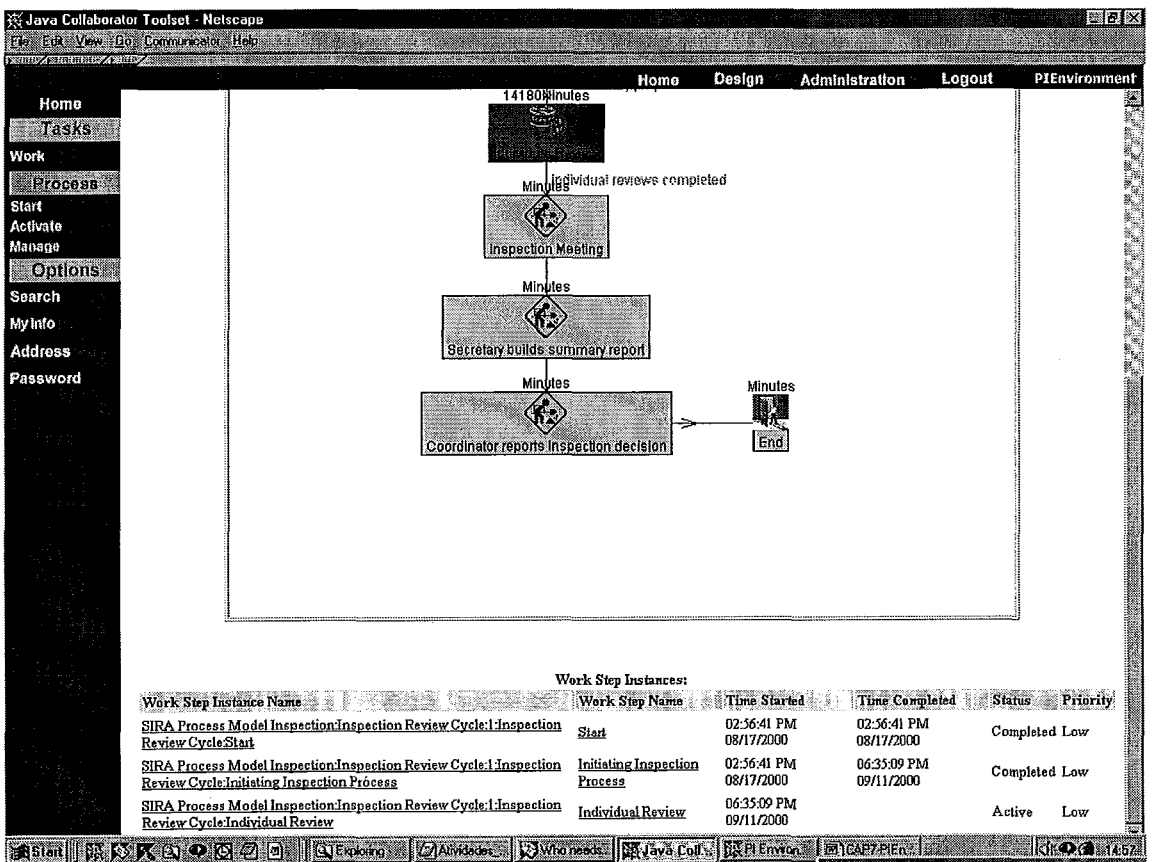 Java Collaborator Toolset - Netscape
File Edit View Go Communicator Help
Home Design Administration Logout PIEnvironment
Home
Tasks
Work
Process
Start
Activate
Manage
Options
Search
My Info
Address
Password
14180Minutes
individual reviews completed
Minutes
Inspection Meeting
Minutes
Secretary builds summary report
Minutes
Coordinator reports Inspection decision
Minutes
End
Work Step Instances:
Work Step Instance Name Work Step Name Time Started Time Completed Status Priority
SIRA Process Model Inspection:Inspection Review Cycle:1:Inspection Review Cycle:Start Start 02:56:41 PM 08/17/2000 02:56:41 PM 08/17/2000 Completed Low
SIRA Process Model Inspection:Inspection Review Cycle:1:Inspection Review Cycle:Initiating Inspection Process Initiating Inspection Process 02:56:41 PM 08/17/2000 06:35:09 PM 09/11/2000 Completed Low
SIRA Process Model Inspection:Inspection Review Cycle:1:Inspection Review Cycle:Individual Review Individual Review 06:35:09 PM 09/11/2000 Active Low
Start Exploring Atividades_ Who needs.. Java Coll.. PI Environ.. CAP7-PIEn.. 14:57